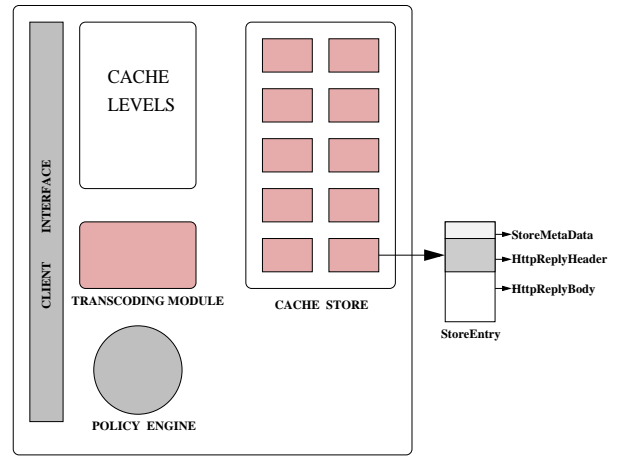 CACHE
LEVELS
CLIENT INTERFACE
TRANSCODING MODULE
CACHE STORE
POLICY ENGINE
StoreMetaData
HttpReplyHeader
HttpReplyBody
StoreEntry